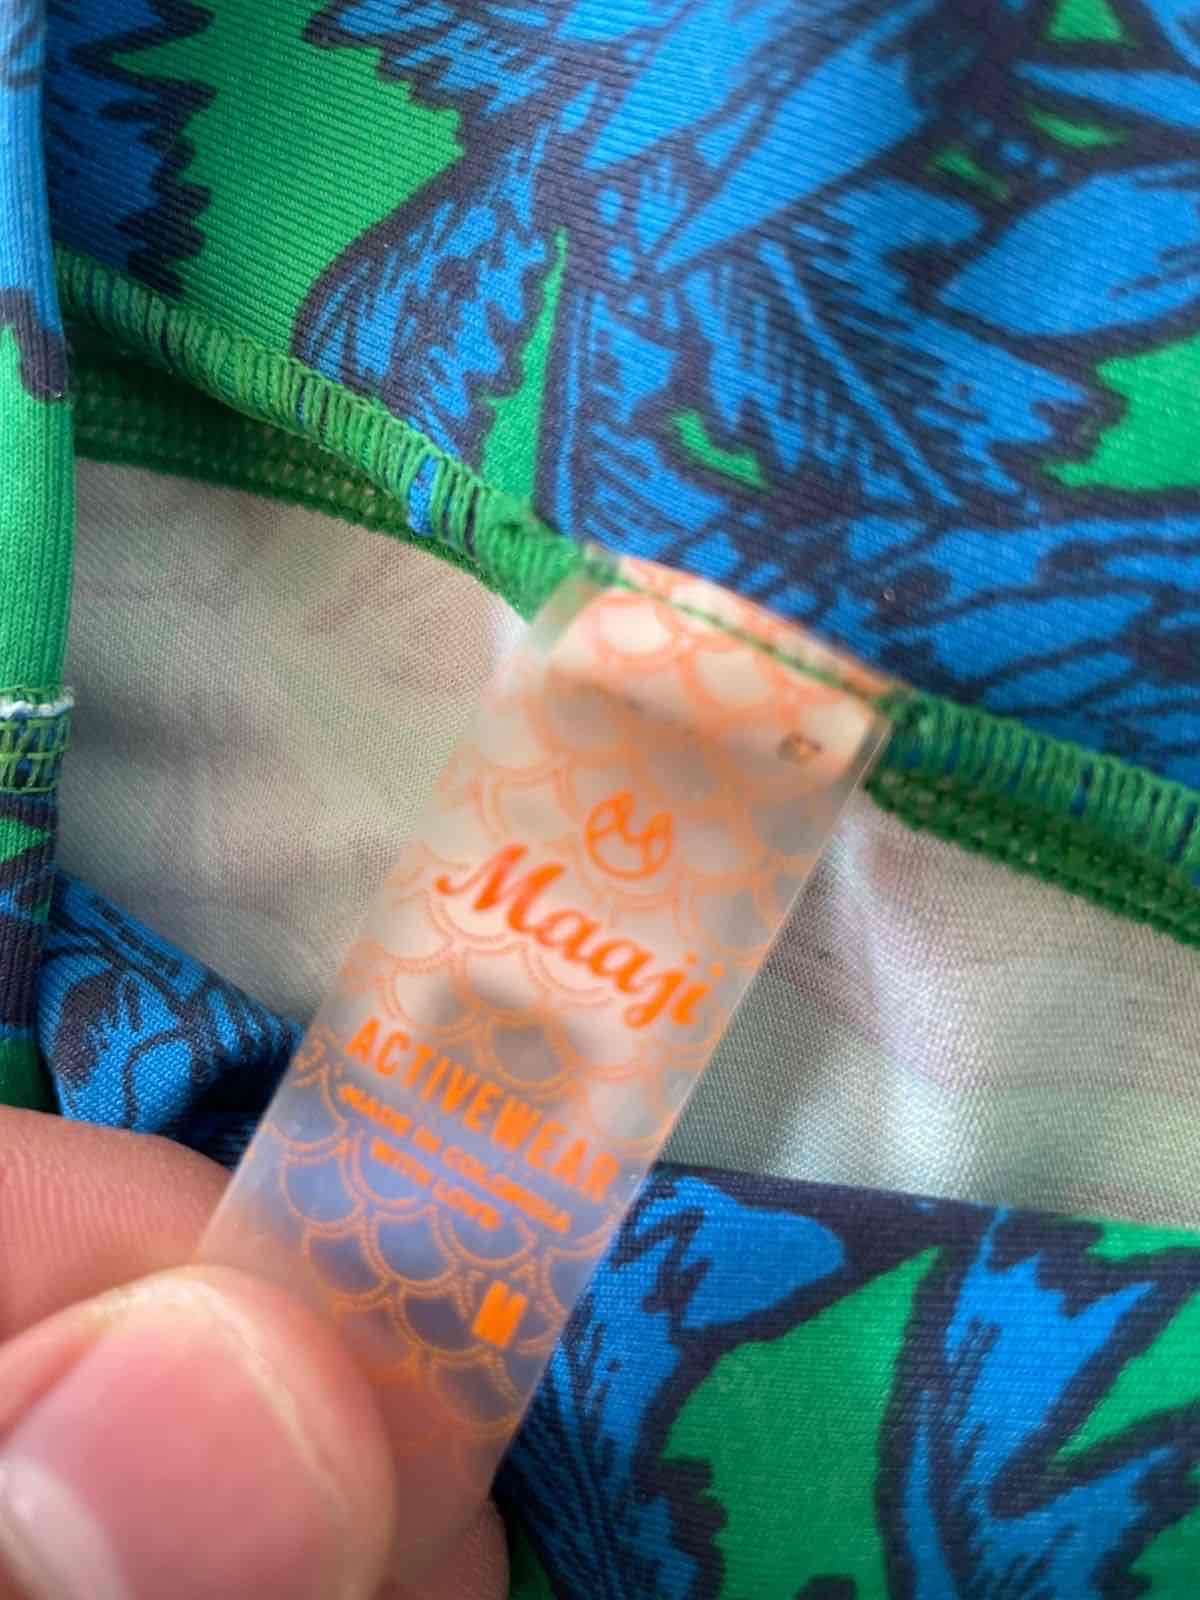 Maaji
ACTIVEWEAR
MADE IN COLOMBIA
WITH LOVE
M